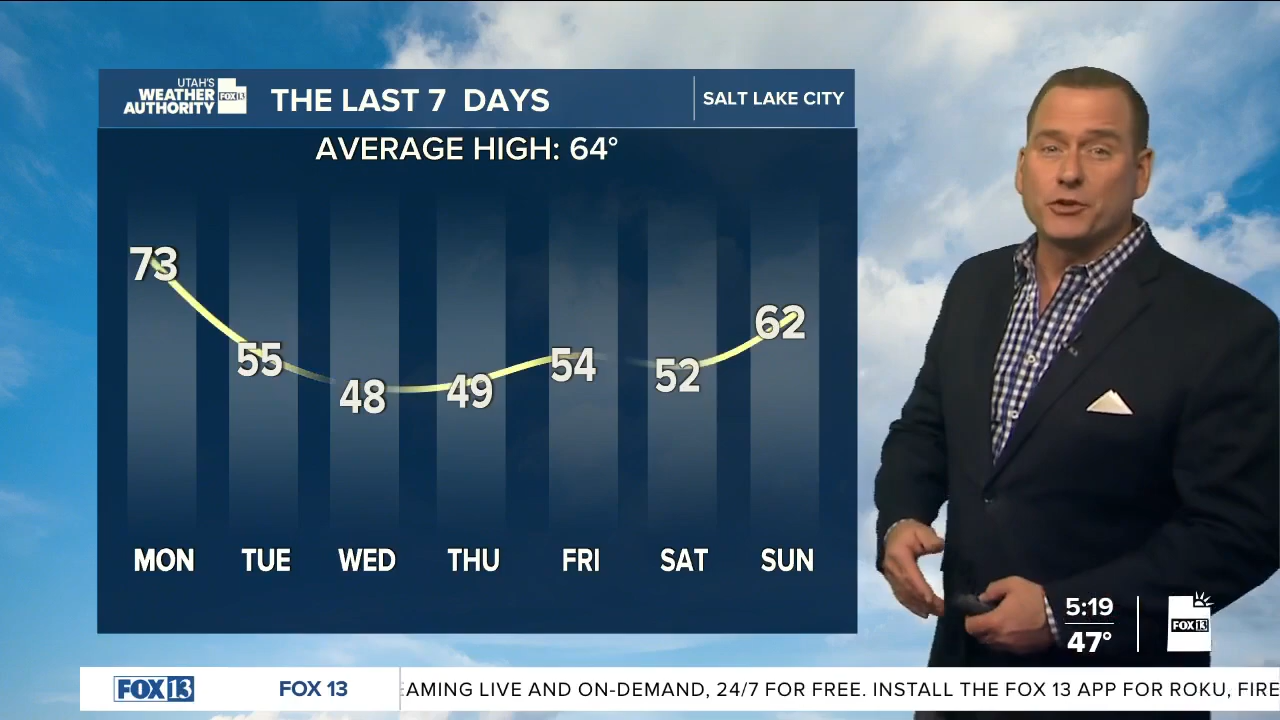 UTAH'S
WEATHER
AUTHORITY
FOX 13
THE LAST 7 DAYS
SALT LAKE CITY
AVERAGE HIGH: 64°
73
55
48
49
54
52
62
MON TUE WED THU FRI SAT SUN
5:19
47°
FOX 13
FOX 13
FOX 13
AMING LIVE AND ON-DEMAND, 24/7 FOR FREE. INSTALL THE FOX 13 APP FOR ROKU, FIRE